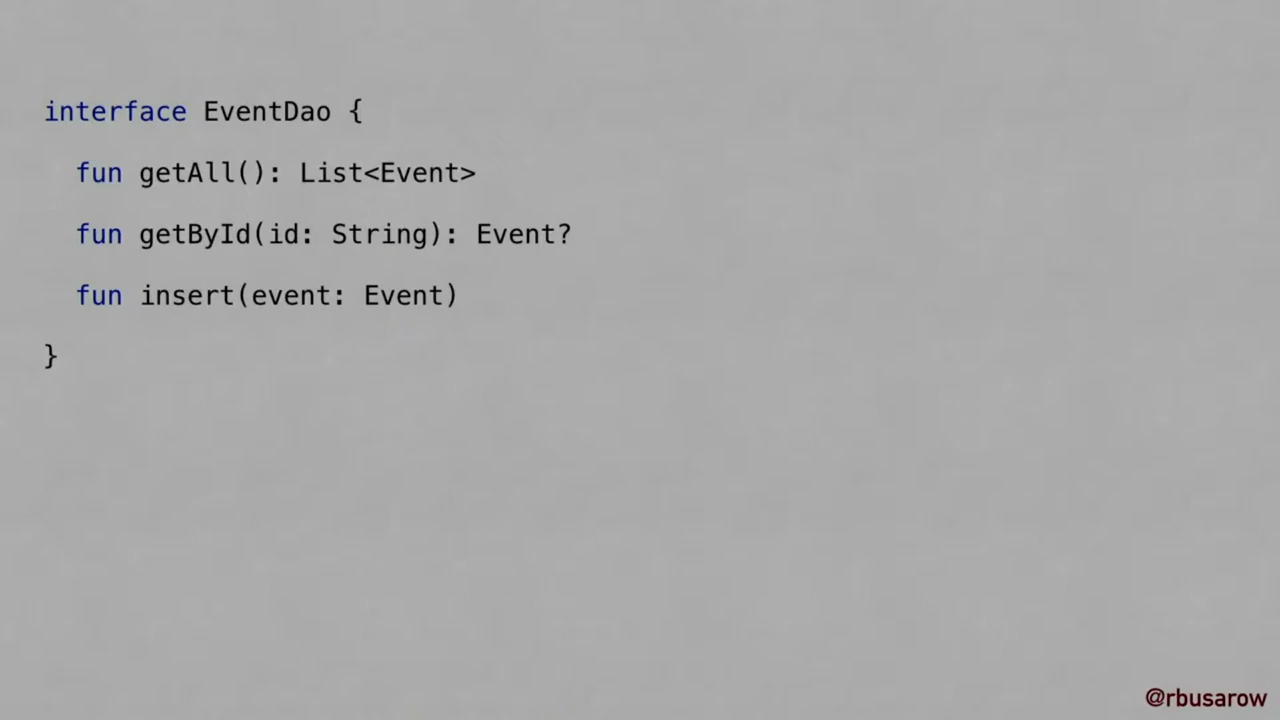 interface EventDao {
fun getAll(): List<Event>
fun getById(id: String): Event?
fun insert(event: Event)
}
@rbusarow